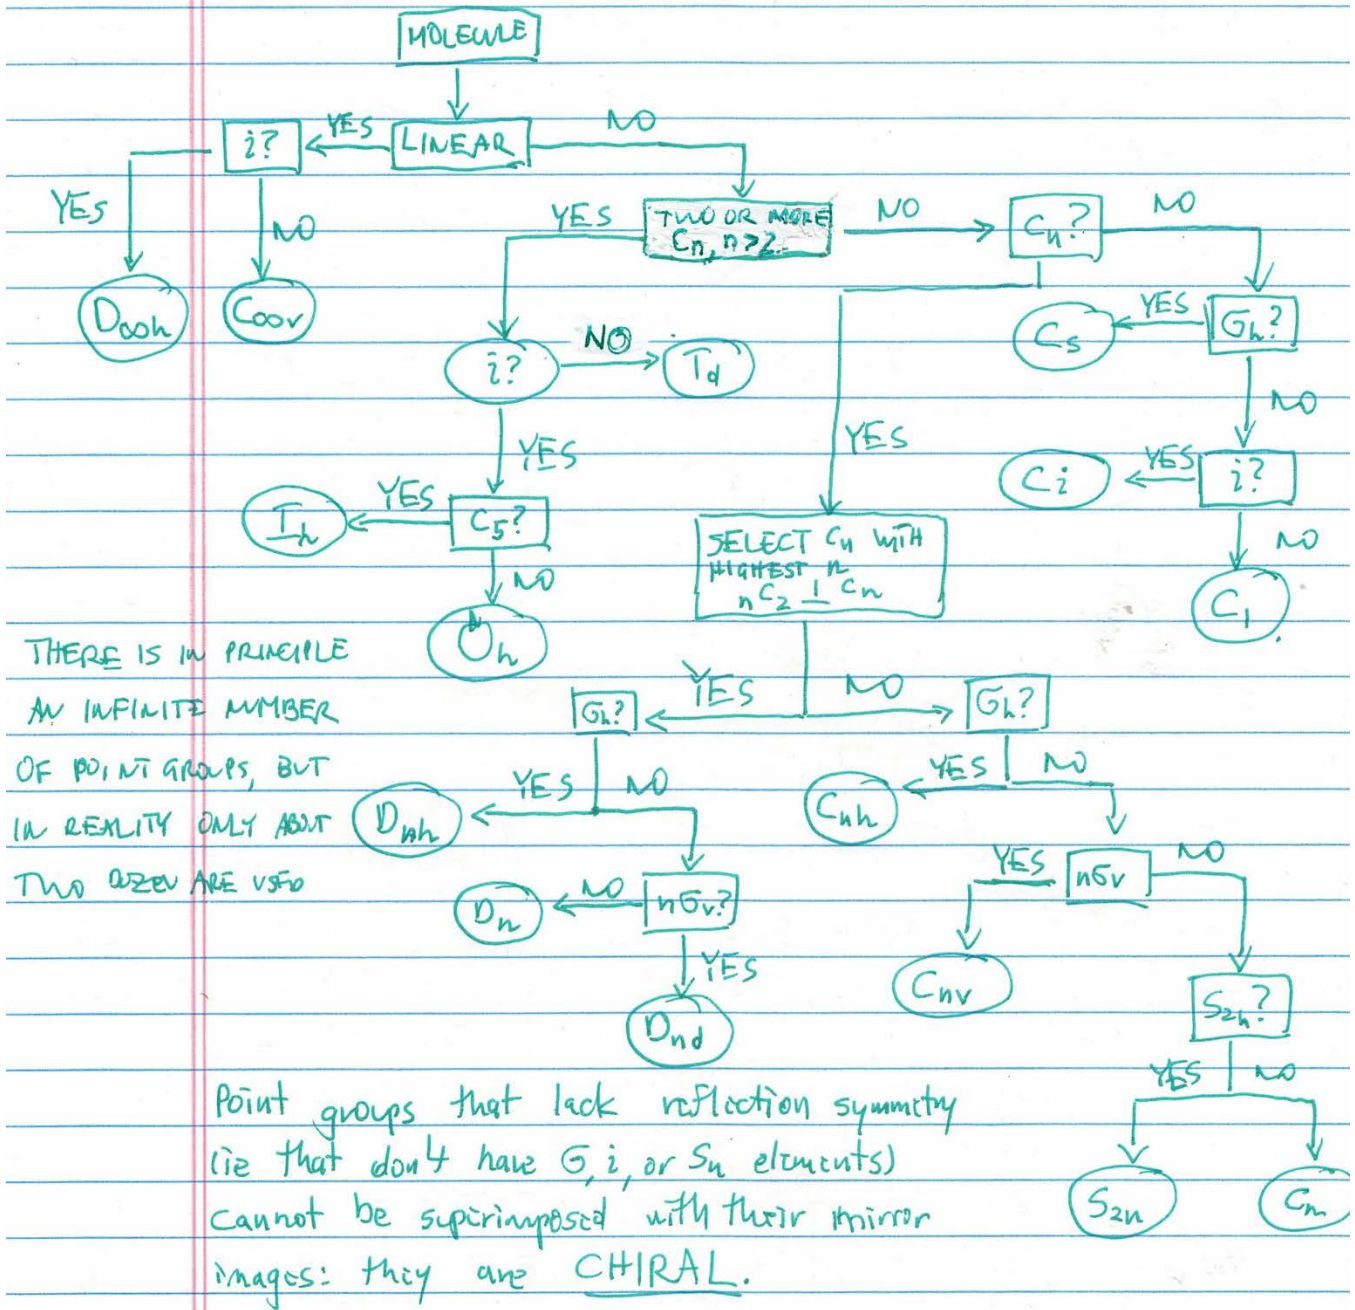 MOLECULE
i? YES LINEAR NO
YES NO YES TWO OR MORE NO Cn? NO
Cn, n>2
D∞h C∞v YES σh?
Cs
i? NO Td
NO
YES YES
Ci YES i?
Ih YES C5? SELECT Cn WITH
HIGHEST n NO
nC2 ⊥ Cn
NO C1
Oh
THERE IS IN PRINCIPLE
AN INFINITE NUMBER σh? YES NO σh?
OF POINT GROUPS, BUT YES NO YES NO
IN REALITY ONLY ABOUT Dnh Cnh
TWO DOZEN ARE USED YES nσv NO
Dn NO nσv?
YES
Cnv
Dnd S2n?
YES NO
Point groups that lack reflection symmetry
(ie that don't have σ, i, or Sn elements)
cannot be superimposed with their mirror S2n Cn
images: they are CHIRAL.